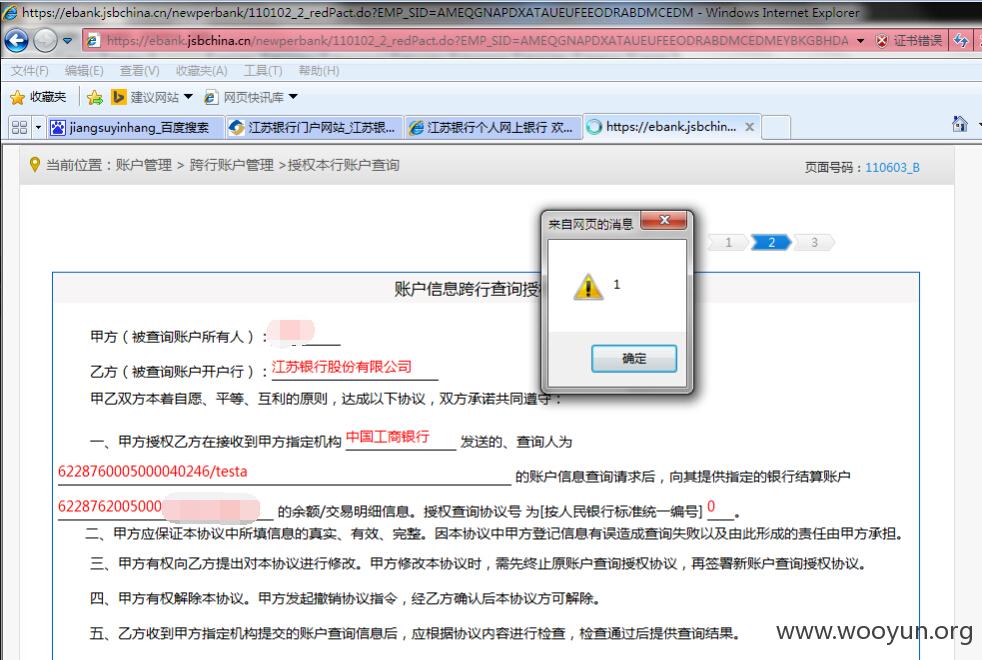 https://ebank.jsbchina.cn/newperbank/110102_2_redPact.do?EMP_SID=AMEQGNAPDXATAUEUFEEODRABDMCEDM - Windows Internet Explorer
https://ebank.jsbchina.cn/newperbank/110102_2_redPact.do?EMP_SID=AMEQGNAPDXATAUEUFEEODRABDMCEDMEYBKGBHDA 证书错误
文件(F) 编辑(E) 查看(V) 收藏夹(A) 工具(T) 帮助(H)
收藏夹 建议网站 网页快讯库
jiangsuyinhang_百度搜索 江苏银行门户网站_江苏银... 江苏银行个人网上银行 欢... https://ebank.jsbchin... x
当前位置：账户管理 > 跨行账户管理 >授权本行账户查询 页面号码：110603_B
来自网页的消息
1 2 3
1
确定
账户信息跨行查询授
甲方（被查询账户所有人）：
乙方（被查询账户开户行）：江苏银行股份有限公司
甲乙双方本着自愿、平等、互利的原则，达成以下协议，双方承诺共同遵守：
一、甲方授权乙方在接收到甲方指定机构 中国工商银行 发送的、查询人为
6228760005000040246/testa 的账户信息查询请求后，向其提供指定的银行结算账户
6228762005000 的余额/交易明细信息。授权查询协议号 为[按人民银行标准统一编号] 0 。
二、甲方应保证本协议中所填信息的真实、有效、完整。因本协议中甲方登记信息有误造成查询失败以及由此形成的责任由甲方承担。
三、甲方有权向乙方提出对本协议进行修改。甲方修改本协议时，需先终止原账户查询授权协议，再签署新账户查询授权协议。
四、甲方有权解除本协议。甲方发起撤销协议指令，经乙方确认后本协议方可解除。
五、乙方收到甲方指定机构提交的账户查询信息后，应根据协议内容进行检查，检查通过后提供查询结果。
www.wooyun.org